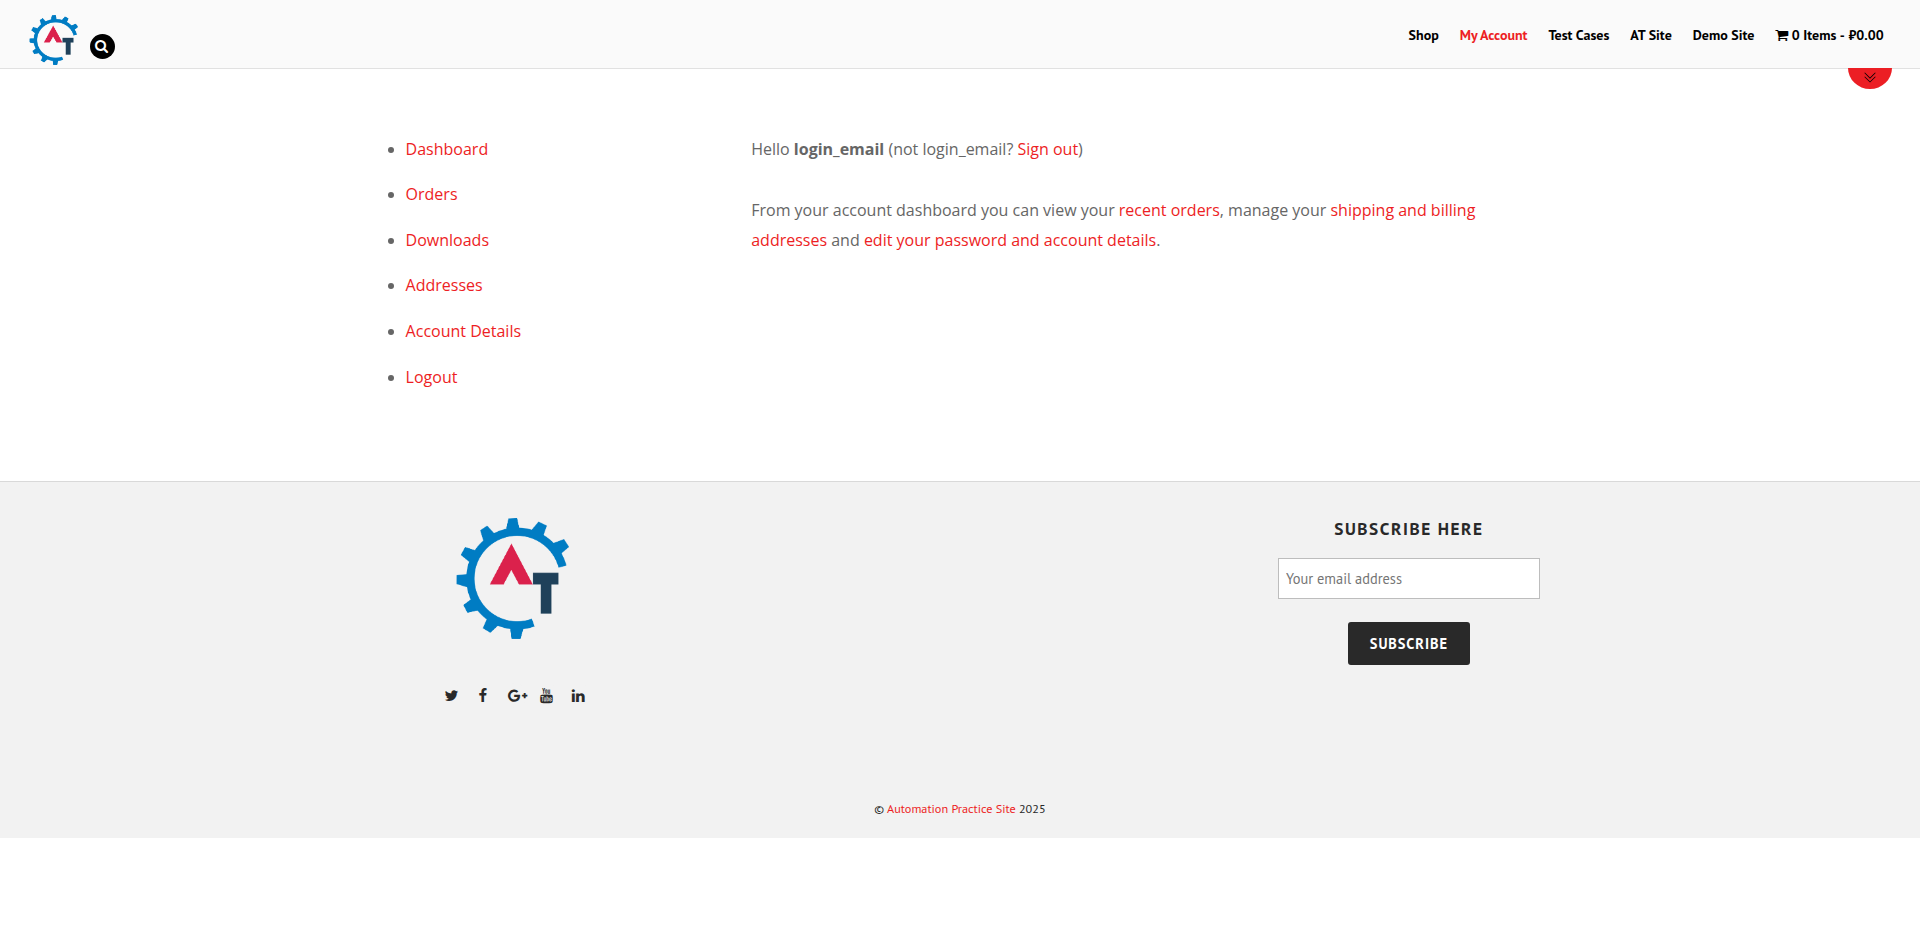 Shop My Account Test Cases AT Site Demo Site 0 Items - ₽0.00
AT
Dashboard
Orders
Downloads
Addresses
Account Details
Logout
Hello login_email (not login_email? Sign out)
From your account dashboard you can view your recent orders, manage your shipping and billing
addresses and edit your password and account details.
AT
SUBSCRIBE HERE
Your email address
SUBSCRIBE
G+ You Tube in
© Automation Practice Site 2025